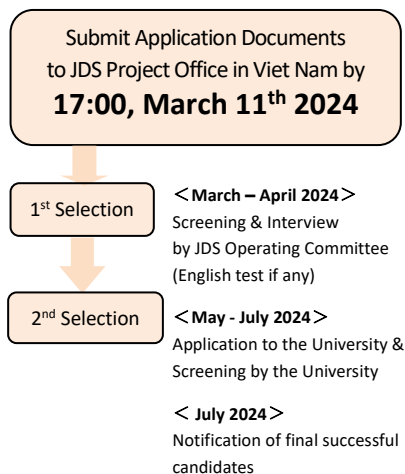 Submit Application Documents
to JDS Project Office in Viet Nam by
17:00, March 11th 2024
1st Selection
＜March – April 2024＞
Screening & Interview
by JDS Operating Committee
(English test if any)
2nd Selection
＜May - July 2024＞
Application to the University &
Screening by the University
＜ July 2024＞
Notification of final successful
candidates